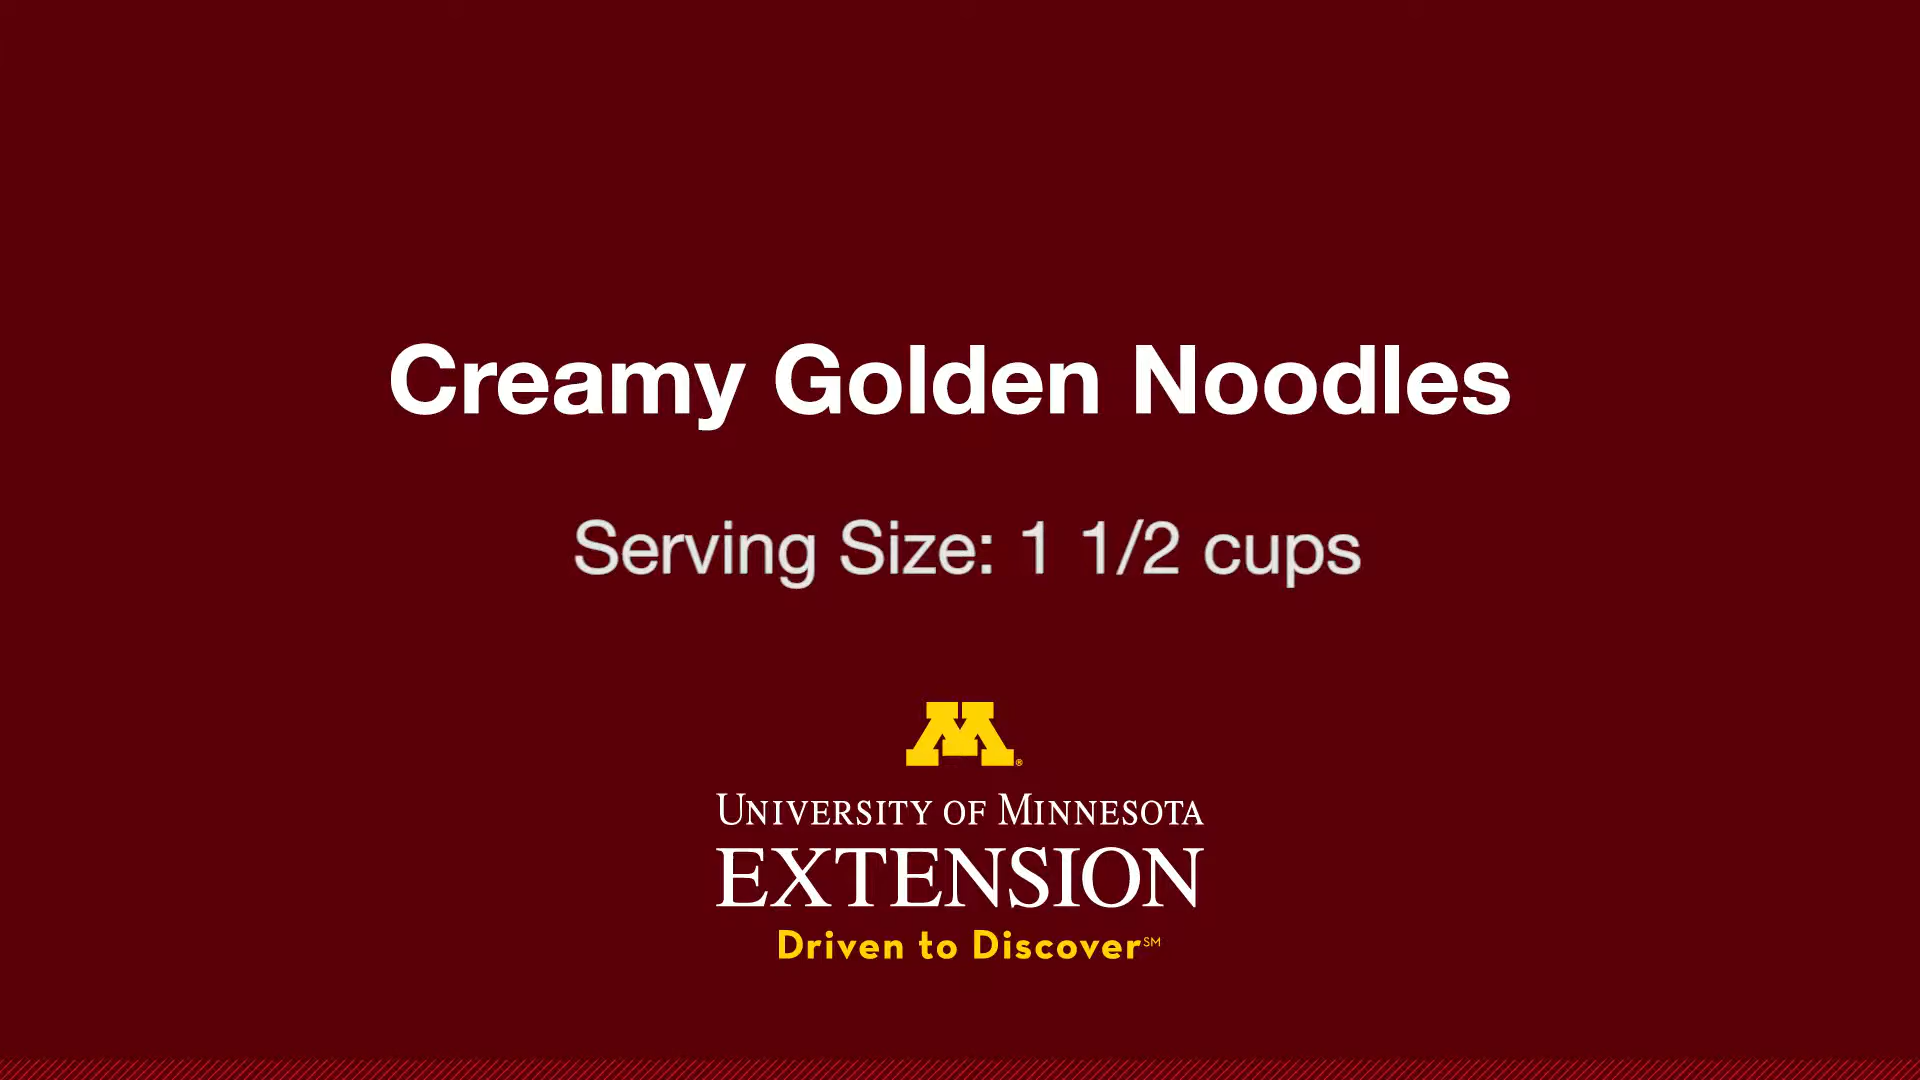 Creamy Golden Noodles
Serving Size: 1 1/2 cups
M®
UNIVERSITY OF MINNESOTA
EXTENSION
Driven to Discover℠